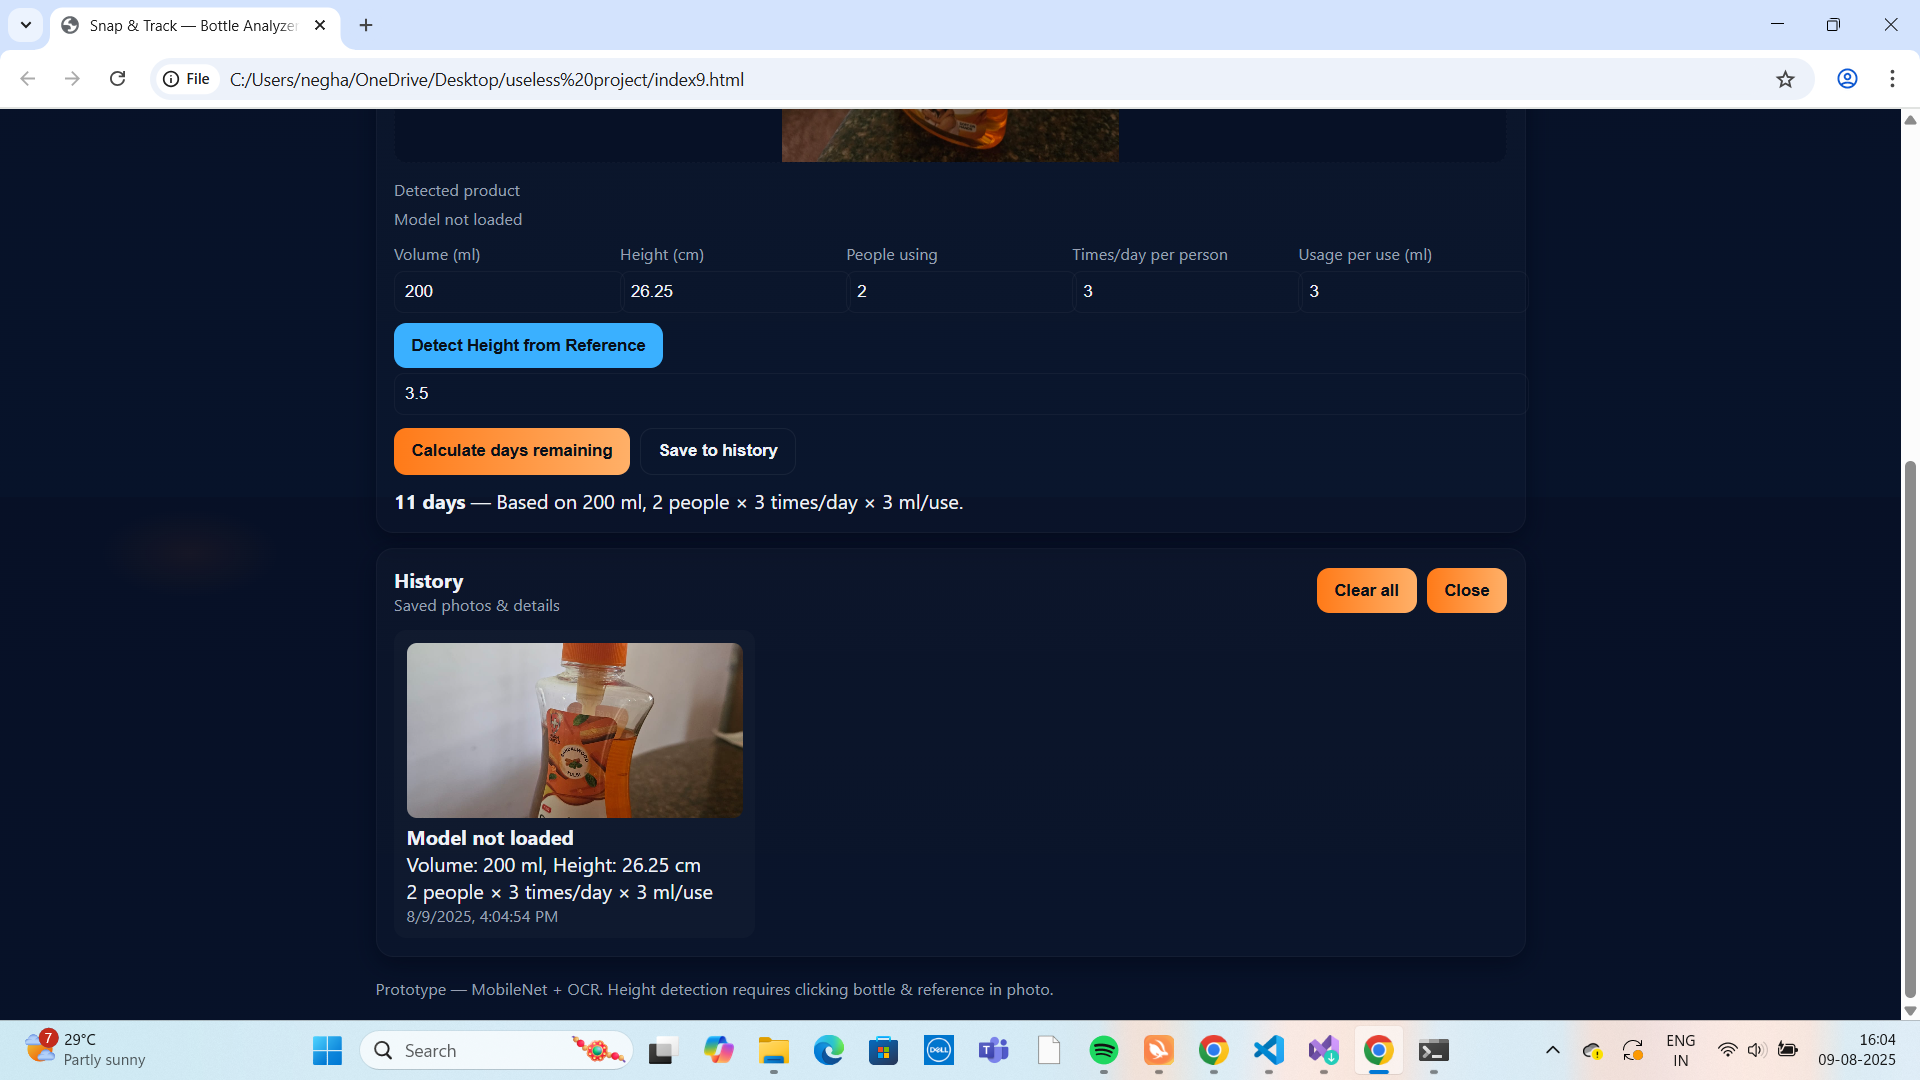 Snap & Track — Bottle Analyzer
File C:/Users/negha/OneDrive/Desktop/useless%20project/index9.html
Detected product
Model not loaded
Volume (ml) Height (cm) People using Times/day per person Usage per use (ml)
200 26.25 2 3 3
Detect Height from Reference
3.5
Calculate days remaining Save to history
11 days — Based on 200 ml, 2 people × 3 times/day × 3 ml/use.
History Clear all Close
Saved photos & details
Model not loaded
Volume: 200 ml, Height: 26.25 cm
2 people × 3 times/day × 3 ml/use
8/9/2025, 4:04:54 PM
Prototype — MobileNet + OCR. Height detection requires clicking bottle & reference in photo.
7 29°C
Partly sunny
Search
DELL
ENG
IN
16:04
09-08-2025